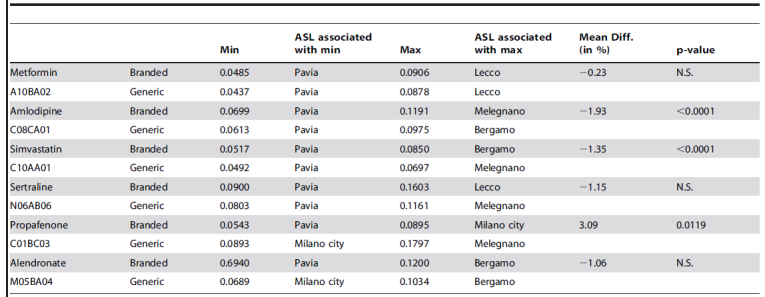 Min ASL associated with min Max ASL associated with max Mean Diff. (in %) p-value
Metformin Branded 0.0485 Pavia 0.0906 Lecco −0.23 N.S.
A10BA02 Generic 0.0437 Pavia 0.0878 Lecco
Amlodipine Branded 0.0699 Pavia 0.1191 Melegnano −1.93 <0.0001
C08CA01 Generic 0.0613 Pavia 0.0975 Bergamo
Simvastatin Branded 0.0517 Pavia 0.0850 Bergamo −1.35 <0.0001
C10AA01 Generic 0.0492 Pavia 0.0697 Melegnano
Sertraline Branded 0.0900 Pavia 0.1603 Lecco −1.15 N.S.
N06AB06 Generic 0.0803 Pavia 0.1161 Melegnano
Propafenone Branded 0.0543 Pavia 0.0895 Milano city 3.09 0.0119
C01BC03 Generic 0.0893 Milano city 0.1797 Melegnano
Alendronate Branded 0.6940 Pavia 0.1200 Bergamo −1.06 N.S.
M05BA04 Generic 0.0689 Milano city 0.1034 Bergamo